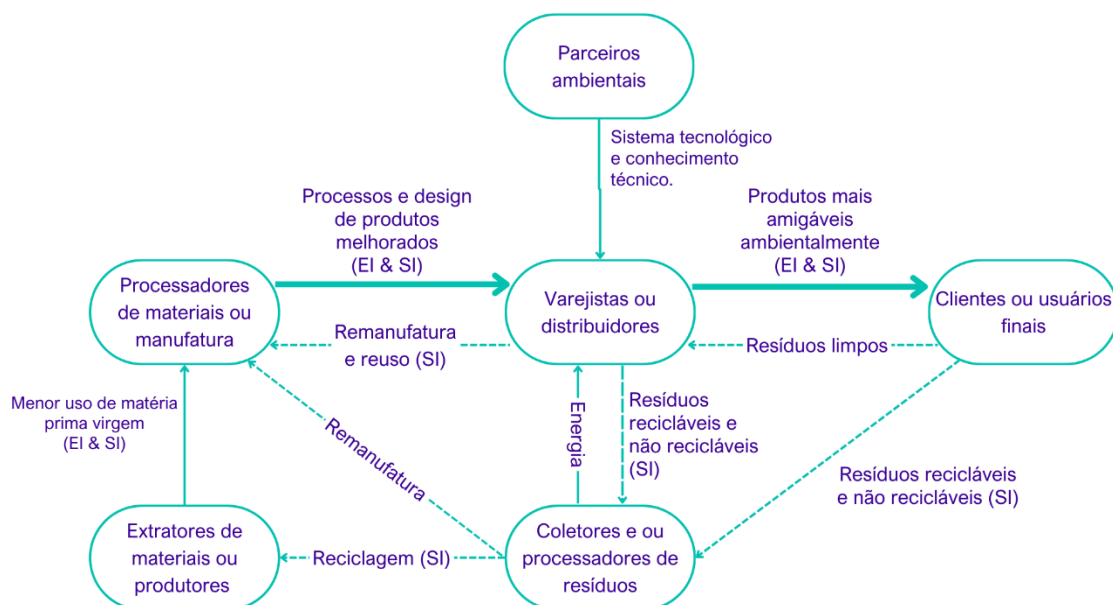 Parceiros
ambientais
Sistema tecnológico
e conhecimento
técnico.
Processos e design
de produtos
melhorados
(EI & SI)
Produtos mais
amigáveis
ambientalmente
(EI & SI)
Processadores
de materiais ou
manufatura
Varejistas ou
distribuidores
Clientes ou usuários
finais
Remanufatura
e reuso (SI)
Resíduos limpos
Menor uso de matéria
prima virgem
(EI & SI)
Remanufatura
Energia
Resíduos
recicláveis e
não recicláveis
(SI)
Resíduos recicláveis
e não recicláveis (SI)
Extratores de
materiais ou
produtores
Reciclagem (SI)
Coletores e ou
processadores de
resíduos